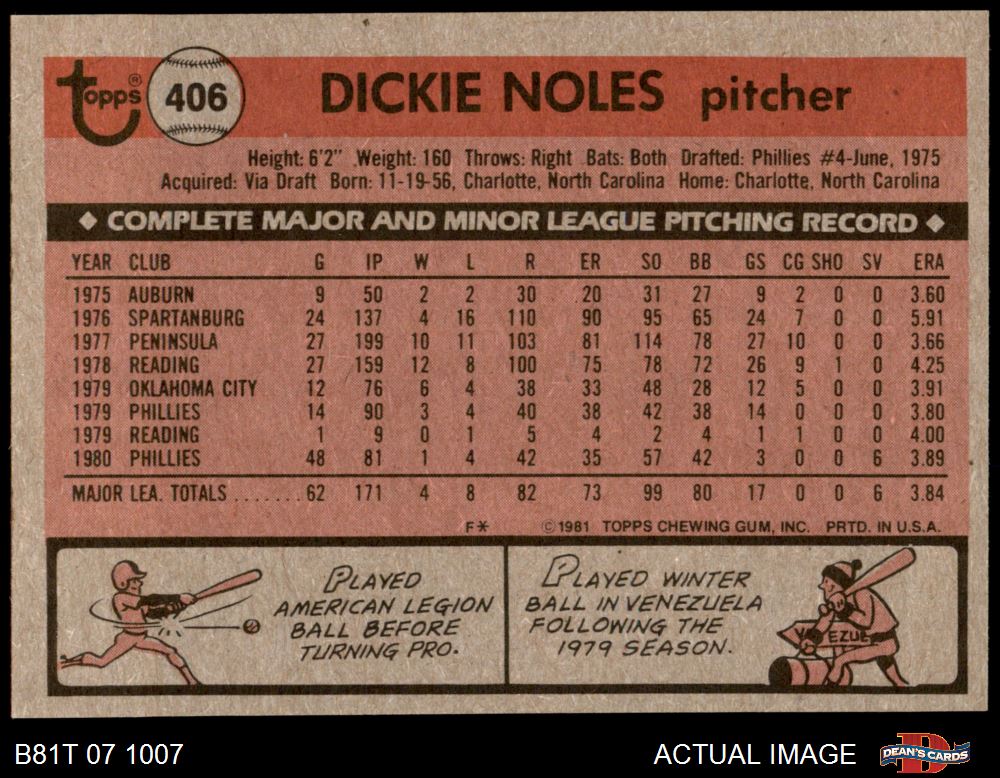 topps® 406 DICKIE NOLES pitcher
Height: 6'2" Weight: 160 Throws: Right Bats: Both Drafted: Phillies #4-June, 1975
Acquired: Via Draft Born: 11-19-56, Charlotte, North Carolina Home: Charlotte, North Carolina
◆ COMPLETE MAJOR AND MINOR LEAGUE PITCHING RECORD ◆
YEAR CLUB G IP W L R ER SO BB GS CG SHO SV ERA
1975 AUBURN 9 50 2 2 30 20 31 27 9 2 0 0 3.60
1976 SPARTANBURG 24 137 4 16 110 90 95 65 24 7 0 0 5.91
1977 PENINSULA 27 199 10 11 103 81 114 78 27 10 0 0 3.66
1978 READING 27 159 12 8 100 75 78 72 26 9 1 0 4.25
1979 OKLAHOMA CITY 12 76 6 4 38 33 48 28 12 5 0 0 3.91
1979 PHILLIES 14 90 3 4 40 38 42 38 14 0 0 0 3.80
1979 READING 1 9 0 1 5 4 2 4 1 1 0 0 4.00
1980 PHILLIES 48 81 1 4 42 35 57 42 3 0 0 6 3.89
MAJOR LEA. TOTALS ....... 62 171 4 8 82 73 99 80 17 0 0 6 3.84
F* ©1981 TOPPS CHEWING GUM, INC. PRTD. IN U.S.A.
PLAYED
AMERICAN LEGION
BALL BEFORE
TURNING PRO.
PLAYED WINTER
BALL IN VENEZUELA
FOLLOWING THE
1979 SEASON.
EZUE
B81T 07 1007 ACTUAL IMAGE DEAN'S CARDS